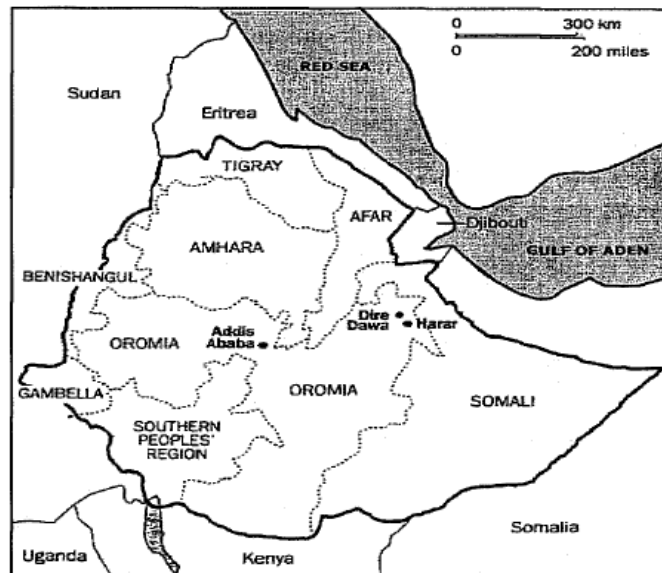 0 300 km
0 200 miles
RED SEA
Sudan
Eritrea
TIGRAY
AFAR
Djibouti
AMHARA
GULF OF ADEN
BENISHANGUL
Dire
Dawa
Harar
Addis
Ababa
OROMIA
GAMBELLA
OROMIA
SOMALI
SOUTHERN
PEOPLES'
REGION
Somalia
Uganda
Kenya